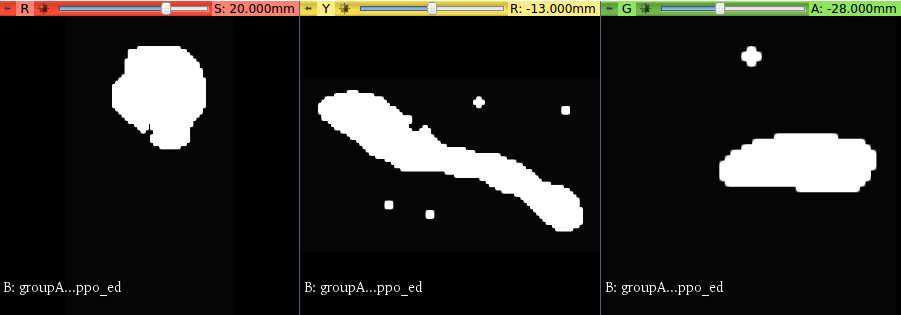 R S: 20.000mm
Y R: -13.000mm
G A: -28.000mm
B: groupA...ppo_ed
B: groupA...ppo_ed
B: groupA...ppo_ed